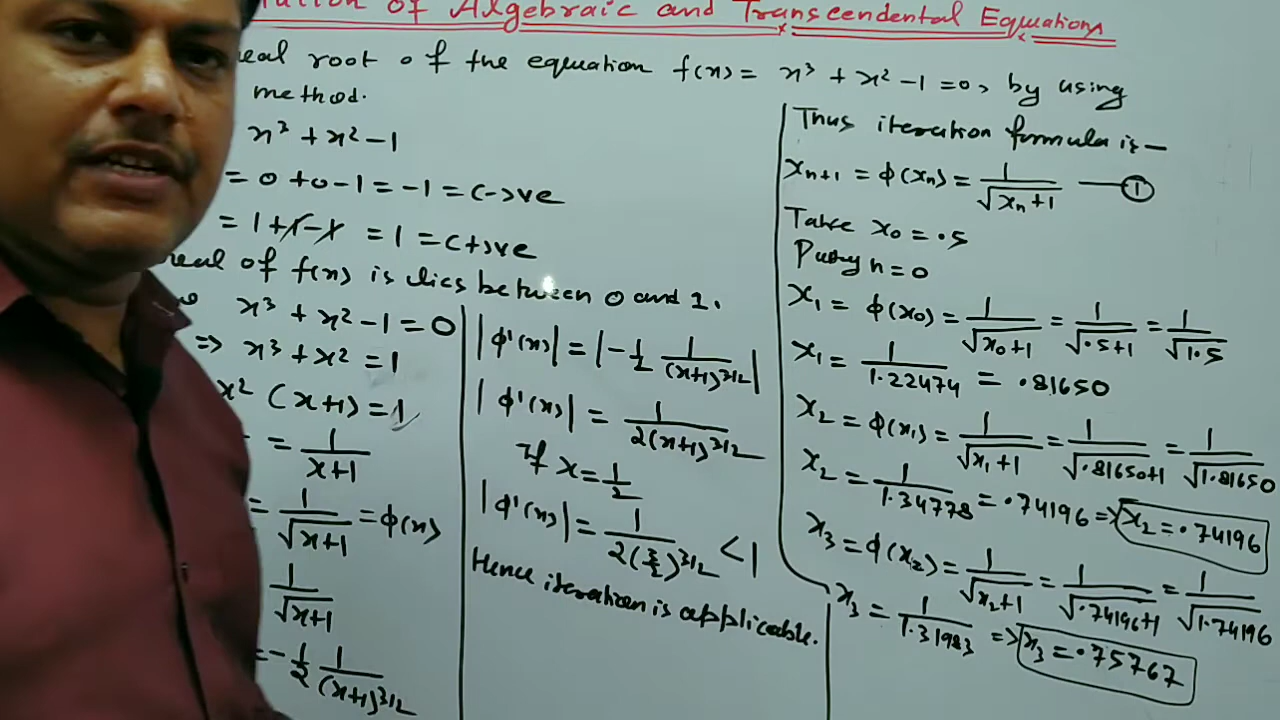 of Algebraic and Transcendental Equations
real root of the equation f(x) = x³ + x² - 1 = 0, by using
method.
x³ + x² - 1
= 0 + 0 - 1 = -1 = (-)ve
= 1 + 1 - 1 = 1 = (+)ve
real of f(x) is lies between 0 and 1.
x³ + x² - 1 = 0
⇒ x³ + x² = 1
x² (x+1) = 1
= 1/(x+1)
= 1/√(x+1) = φ(x)
1/√(x+1)
= -1/2 1/(x+1)^3/2
|φ'(x)| = |-1/2 1/(x+1)^3/2|
|φ'(x)| = 1/2(x+1)^3/2
If x = 1/2
|φ'(x)| = 1/2(3/2)^3/2 < 1
Hence iteration is applicable.
Thus iteration formula is —
xₙ₊₁ = φ(xₙ) = 1/√(xₙ+1) — ①
Take x₀ = .5
Puting n = 0
x₁ = φ(x₀) = 1/√(x₀+1) = 1/√(.5+1) = 1/√1.5
x₁ = 1/1.22474 = .81650
x₂ = φ(x₁) = 1/√(x₁+1) = 1/√(.81650+1) = 1/√1.81650
x₂ = 1/1.34778 = .74196 ⇒ x₂ = .74196
x₃ = φ(x₂) = 1/√(x₂+1) = 1/√(.74196+1) = 1/√1.74196
x₃ = 1/1.31983 ⇒ x₃ = .75767